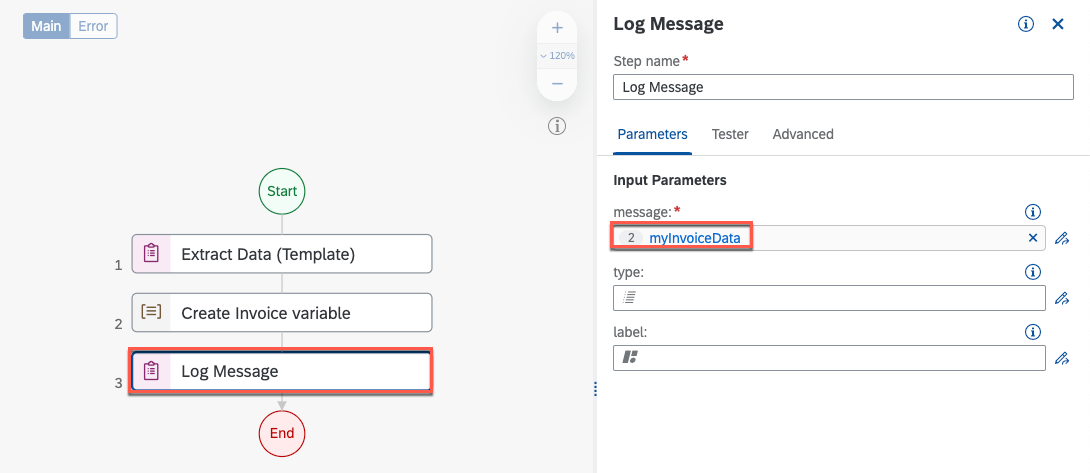 Main Error
120%
Start
1 Extract Data (Template)
2 Create Invoice variable
3 Log Message
End
Log Message
Step name*
Log Message
Parameters Tester Advanced
Input Parameters
message:*
2 myInvoiceData
type:
label: